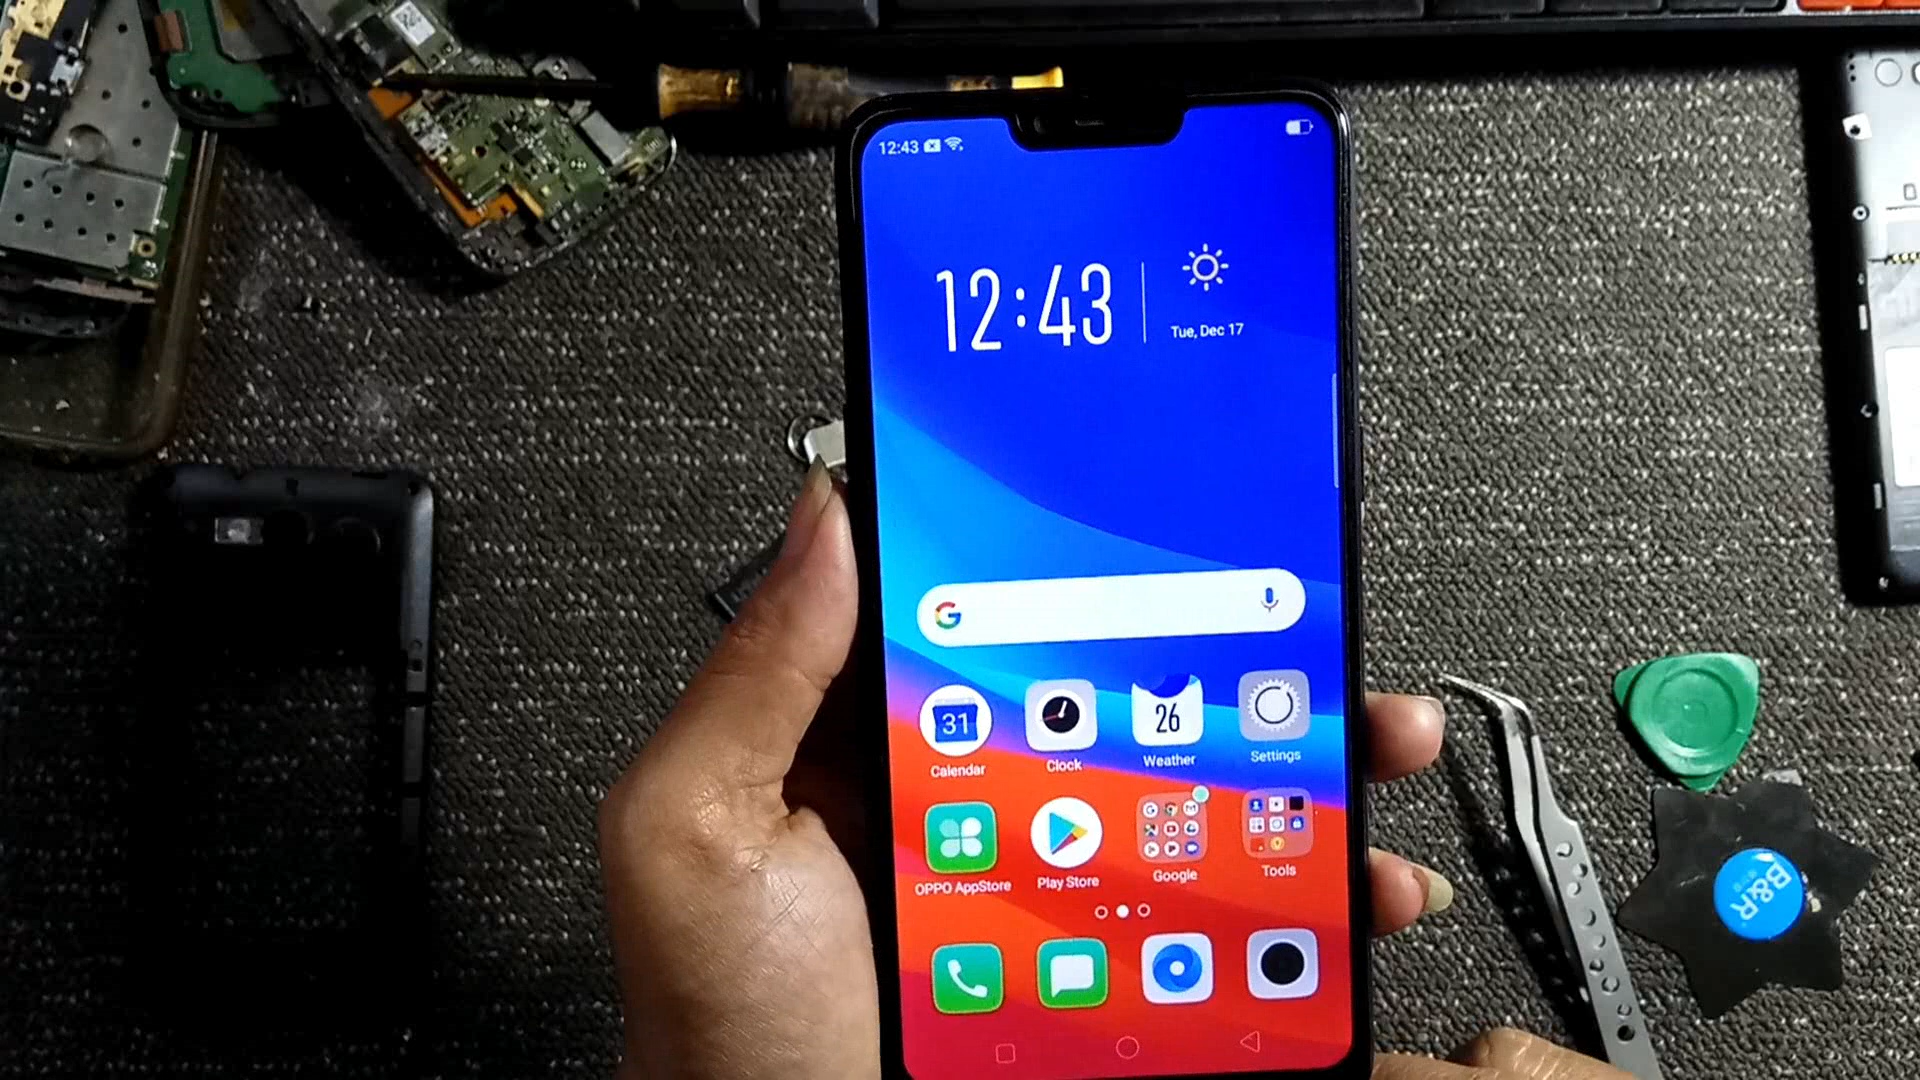 12:43
12:43
Tue, Dec 17
G
31
26
Calendar
Clock
Weather
Settings
OPPO AppStore
Play Store
Google
Tools
B&R